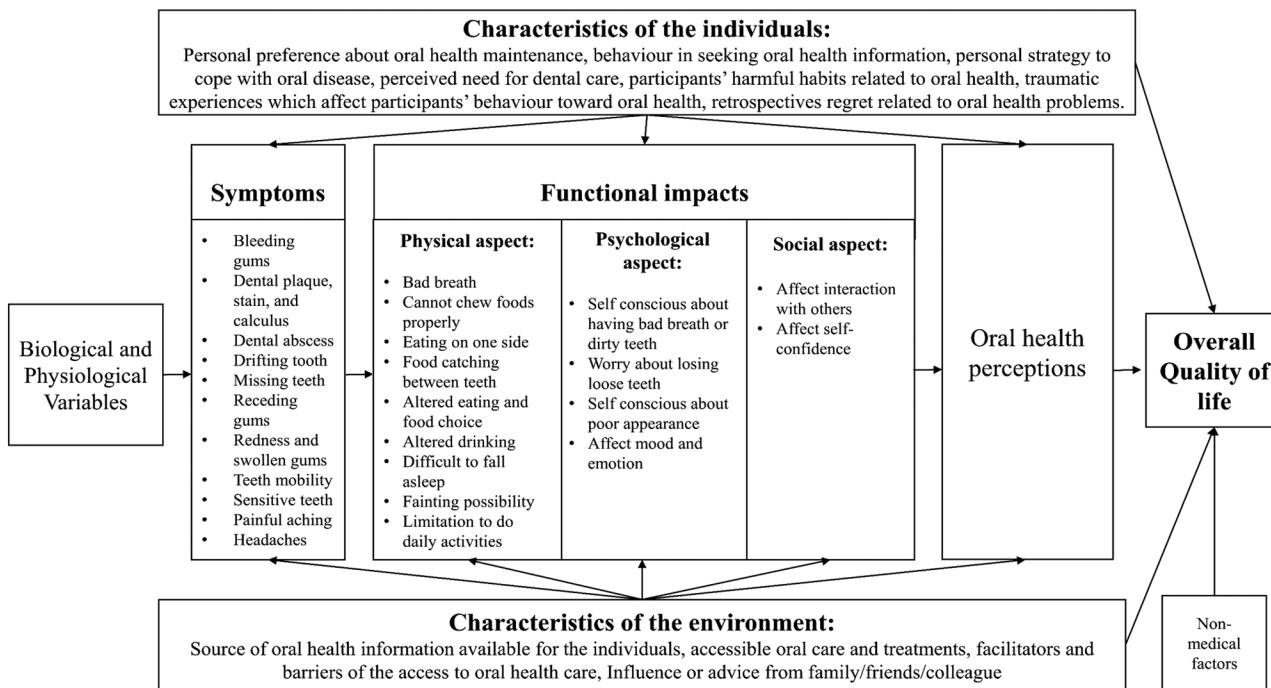 Characteristics of the individuals:
Personal preference about oral health maintenance, behaviour in seeking oral health information, personal strategy to
cope with oral disease, perceived need for dental care, participants’ harmful habits related to oral health, traumatic
experiences which affect participants’ behaviour toward oral health, retrospectives regret related to oral health problems.
Biological and
Physiological
Variables
Symptoms
• Bleeding
gums
• Dental plaque,
stain, and
calculus
• Dental abscess
• Drifting tooth
• Missing teeth
• Receding
gums
• Redness and
swollen gums
• Teeth mobility
• Sensitive teeth
• Painful aching
• Headaches
Functional impacts
Physical aspect:
• Bad breath
• Cannot chew foods
properly
• Eating on one side
• Food catching
between teeth
• Altered eating and
food choice
• Altered drinking
• Difficult to fall
asleep
• Fainting possibility
• Limitation to do
daily activities
Psychological
aspect:
• Self conscious about
having bad breath or
dirty teeth
• Worry about losing
loose teeth
• Self conscious about
poor appearance
• Affect mood and
emotion
Social aspect:
• Affect interaction
with others
• Affect self-
confidence
Oral health
perceptions
Overall
Quality of
life
Characteristics of the environment:
Source of oral health information available for the individuals, accessible oral care and treatments, facilitators and
barriers of the access to oral health care, Influence or advice from family/friends/colleague
Non-
medical
factors